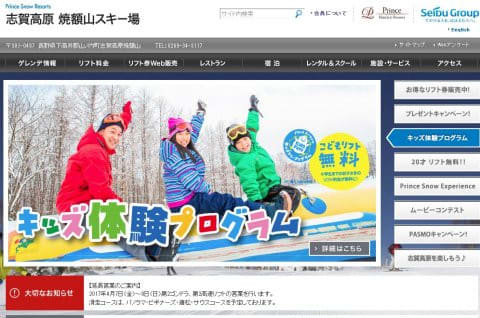 Prince Snow Resorts
志賀高原 焼額山スキー場
サイト内検索
会員について
Prince
SEIBU GROUP
English
長野県下高井郡山ノ内町志賀高原焼額山
サイトマップ
Webアンケート
ゲレンデ情報
リフト料金
リフト券Web販売
レストラン
宿泊
レンタル&スクール
施設・サービス
アクセス
こどもリフト
無料
キッズ体験プログラム
詳細はこちら
お得なリフト券販売中!
プレゼントキャンペーン!
キッズ体験プログラム
20才 リフト無料!!
Prince Snow Experience
ムービーコンテスト
PASMOキャンペーン!
志賀高原を楽しもう♪
大切なお知らせ
【延長営業のご案内】
2017年4月7日(金)~9日(日)第2ゴンドラ、第3高速リフトの営業を行います。
滑走コースは、パノラマ・ビギナーズ・唐松・サウスコースを予定しております。